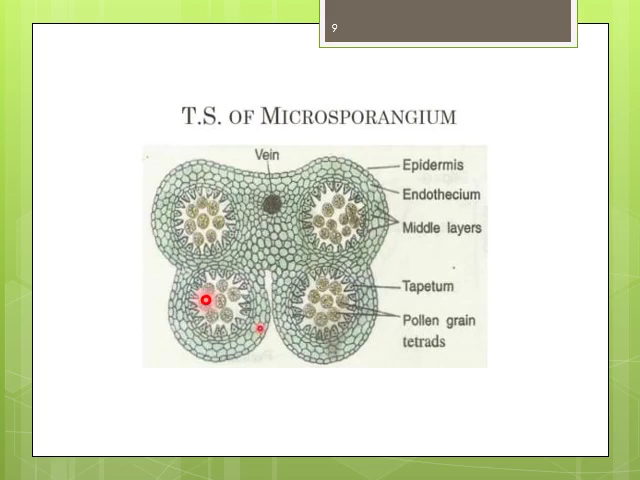 9
T.S. OF MICROSPORANGIUM
Vein
Epidermis
Endothecium
Middle layers
Tapetum
Pollen grain
tetrads